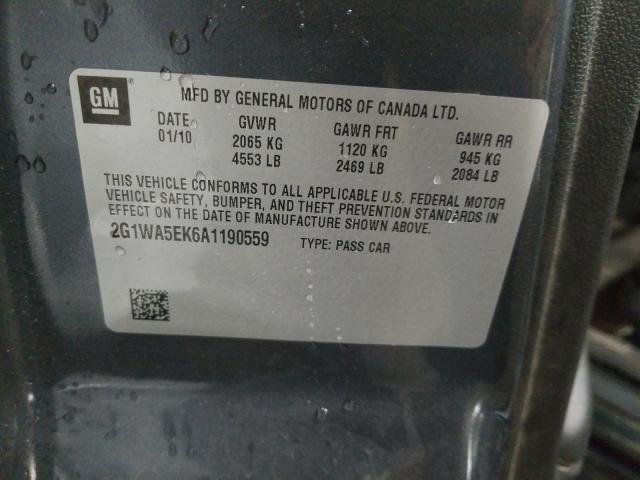 GM
MFD BY GENERAL MOTORS OF CANADA LTD.
DATE GVWR GAWR FRT GAWR RR
01/10 2065 KG 1120 KG 945 KG
4553 LB 2469 LB 2084 LB
THIS VEHICLE CONFORMS TO ALL APPLICABLE U.S. FEDERAL MOTOR
VEHICLE SAFETY, BUMPER, AND THEFT PREVENTION STANDARDS IN
EFFECT ON THE DATE OF MANUFACTURE SHOWN ABOVE.
2G1WA5EK6A1190559 TYPE: PASS CAR